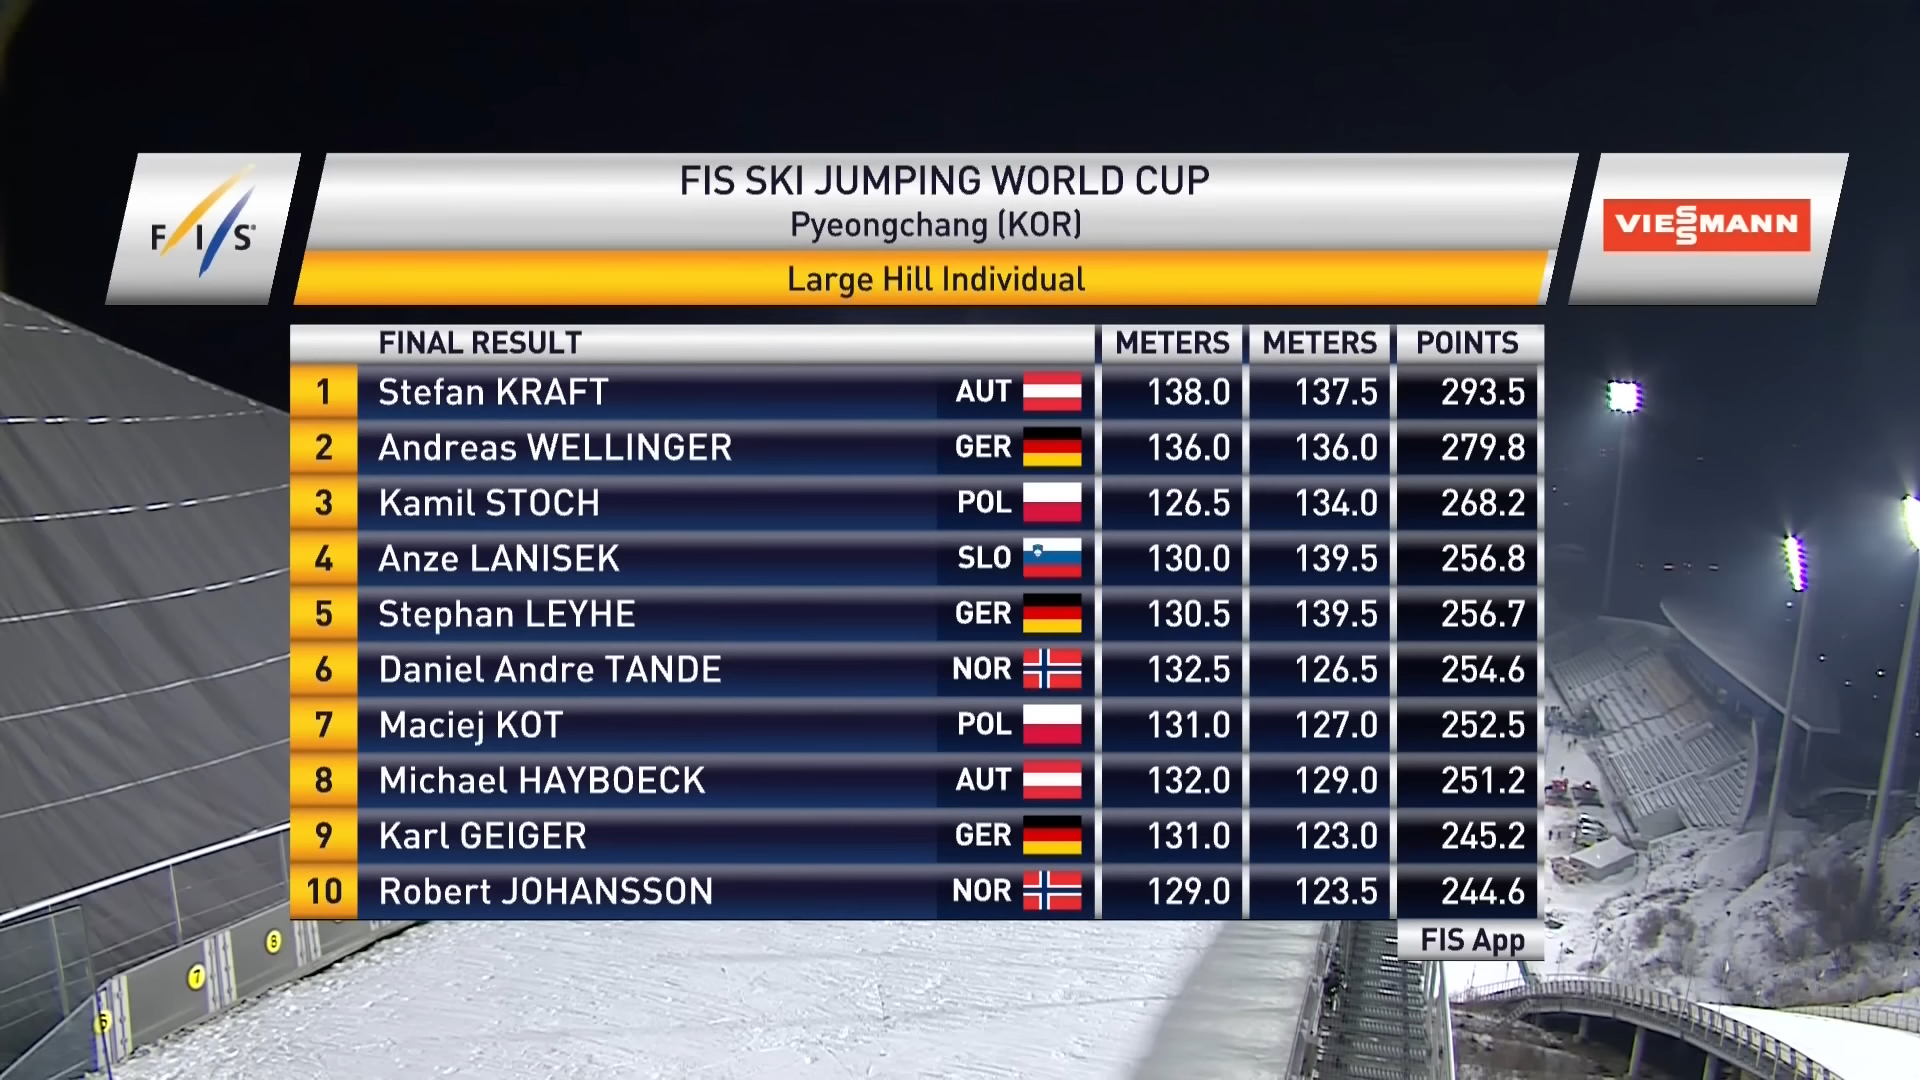 FIS SKI JUMPING WORLD CUP
FIS
Pyeongchang (KOR)
VIESSMANN
Large Hill Individual
FINAL RESULT METERS METERS POINTS
1 Stefan KRAFT AUT 138.0 137.5 293.5
2 Andreas WELLINGER GER 136.0 136.0 279.8
3 Kamil STOCH POL 126.5 134.0 268.2
4 Anze LANISEK SLO 130.0 139.5 256.8
5 Stephan LEYHE GER 130.5 139.5 256.7
6 Daniel Andre TANDE NOR 132.5 126.5 254.6
7 Maciej KOT POL 131.0 127.0 252.5
8 Michael HAYBOECK AUT 132.0 129.0 251.2
9 Karl GEIGER GER 131.0 123.0 245.2
10 Robert JOHANSSON NOR 129.0 123.5 244.6
FIS App
8
7
6